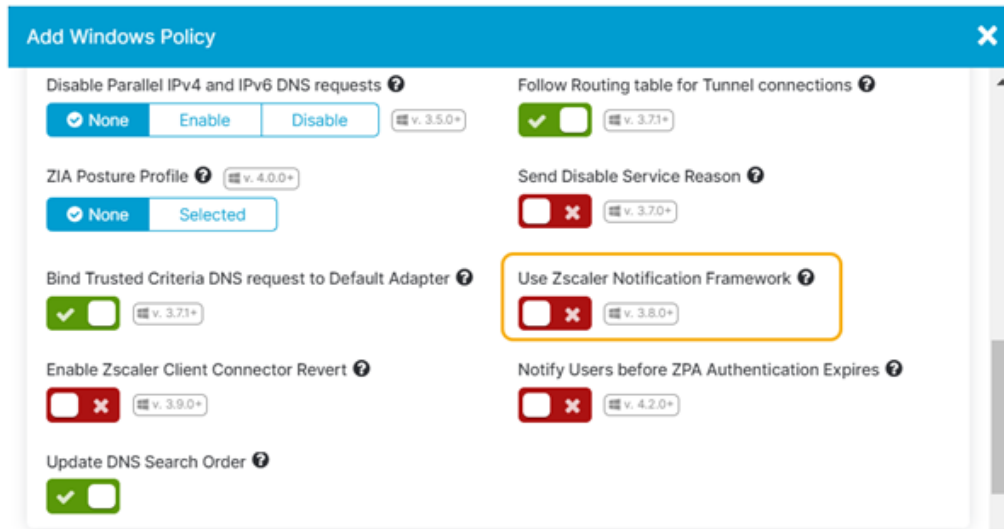 Add Windows Policy
Disable Parallel IPv4 and IPv6 DNS requests
None Enable Disable v. 3.5.0+
Follow Routing table for Tunnel connections
v. 3.7.1+
ZIA Posture Profile v. 4.0.0+
None Selected
Send Disable Service Reason
v. 3.7.0+
Bind Trusted Criteria DNS request to Default Adapter
v. 3.7.1+
Use Zscaler Notification Framework
v. 3.8.0+
Enable Zscaler Client Connector Revert
v. 3.9.0+
Notify Users before ZPA Authentication Expires
v. 4.2.0+
Update DNS Search Order